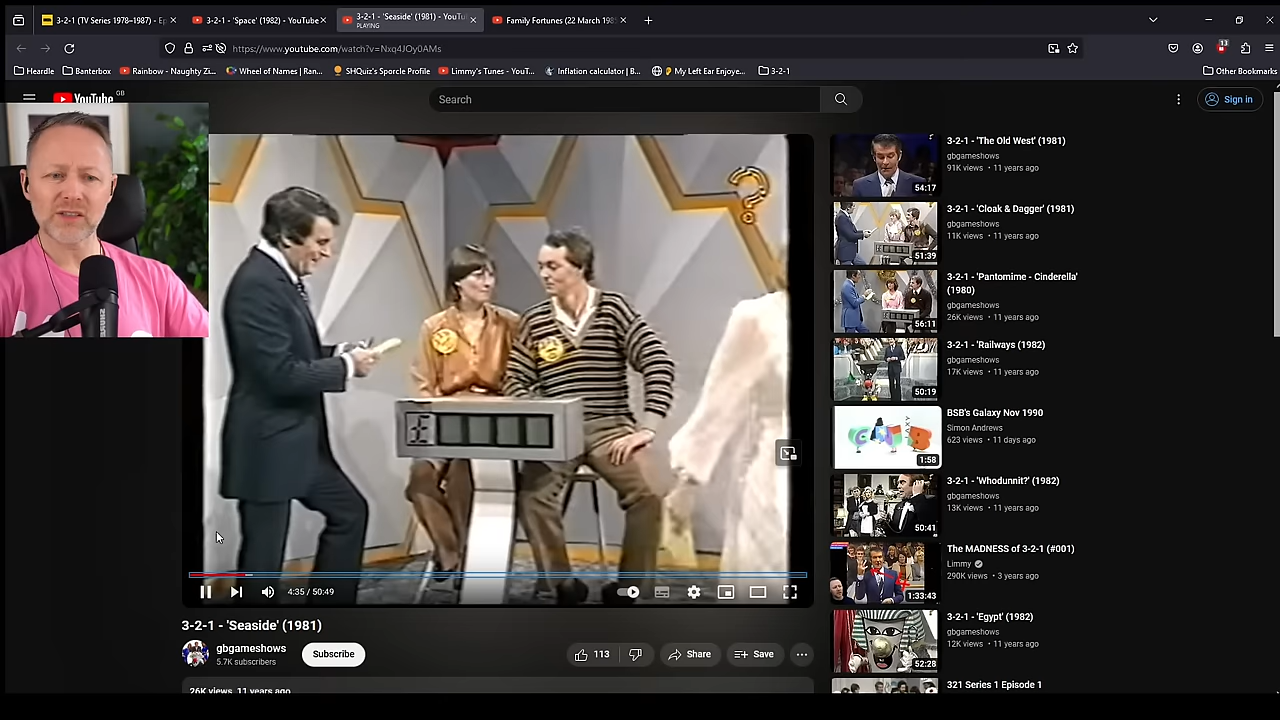 3-2-1 (TV Series 1978–1987) - Ep
3-2-1 - 'Space' (1982) - YouTube
3-2-1 - 'Seaside' (1981) - YouTu
PLAYING
Family Fortunes (22 March 198
https://www.youtube.com/watch?v=Nxq4JOy0AMs
13
Heardle
Banterbox
Rainbow - Naughty Zi...
Wheel of Names | Ran...
SHQuiz's Sporcle Profile
Limmy's Tunes - YouT...
Inflation calculator | B...
My Left Ear Enjoye...
3-2-1
Other Bookmarks
YouTube GB
Search
Sign in
3-2-1 - 'The Old West' (1981)
gbgameshows
91K views • 11 years ago
54:17
3-2-1 - 'Cloak & Dagger' (1981)
gbgameshows
11K views • 11 years ago
51:39
3-2-1 - 'Pantomime - Cinderella'
(1980)
gbgameshows
26K views • 11 years ago
56:11
3-2-1 - 'Railways' (1982)
gbgameshows
17K views • 11 years ago
50:19
BSB's Galaxy Nov 1990
Simon Andrews
623 views • 11 days ago
1:58
3-2-1 - 'Whodunnit?' (1982)
gbgameshows
13K views • 11 years ago
50:41
The MADNESS of 3-2-1 (#001)
Limmy
290K views • 3 years ago
1:33:43
3-2-1 - 'Egypt' (1982)
gbgameshows
12K views • 11 years ago
52:28
321 Series 1 Episode 1
?
£
4:35 / 50:49
3-2-1 - 'Seaside' (1981)
gbgameshows
5.7K subscribers
Subscribe
113
Share
Save
26K views 11 years ago